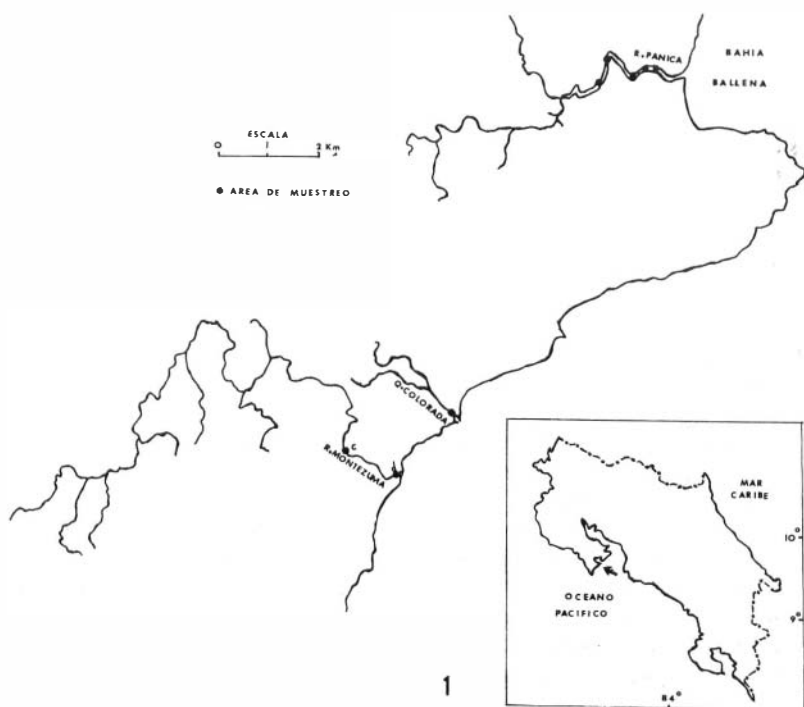 R. PANICA
BAHIA
BALLENA
ESCALA
0 1 2 Km
AREA DE MUESTREO
Q. COLORADA
C
R. MONTEZUMA
MAR
CARIBE
10°
OCEANO
PACIFICO
9°
84°
1